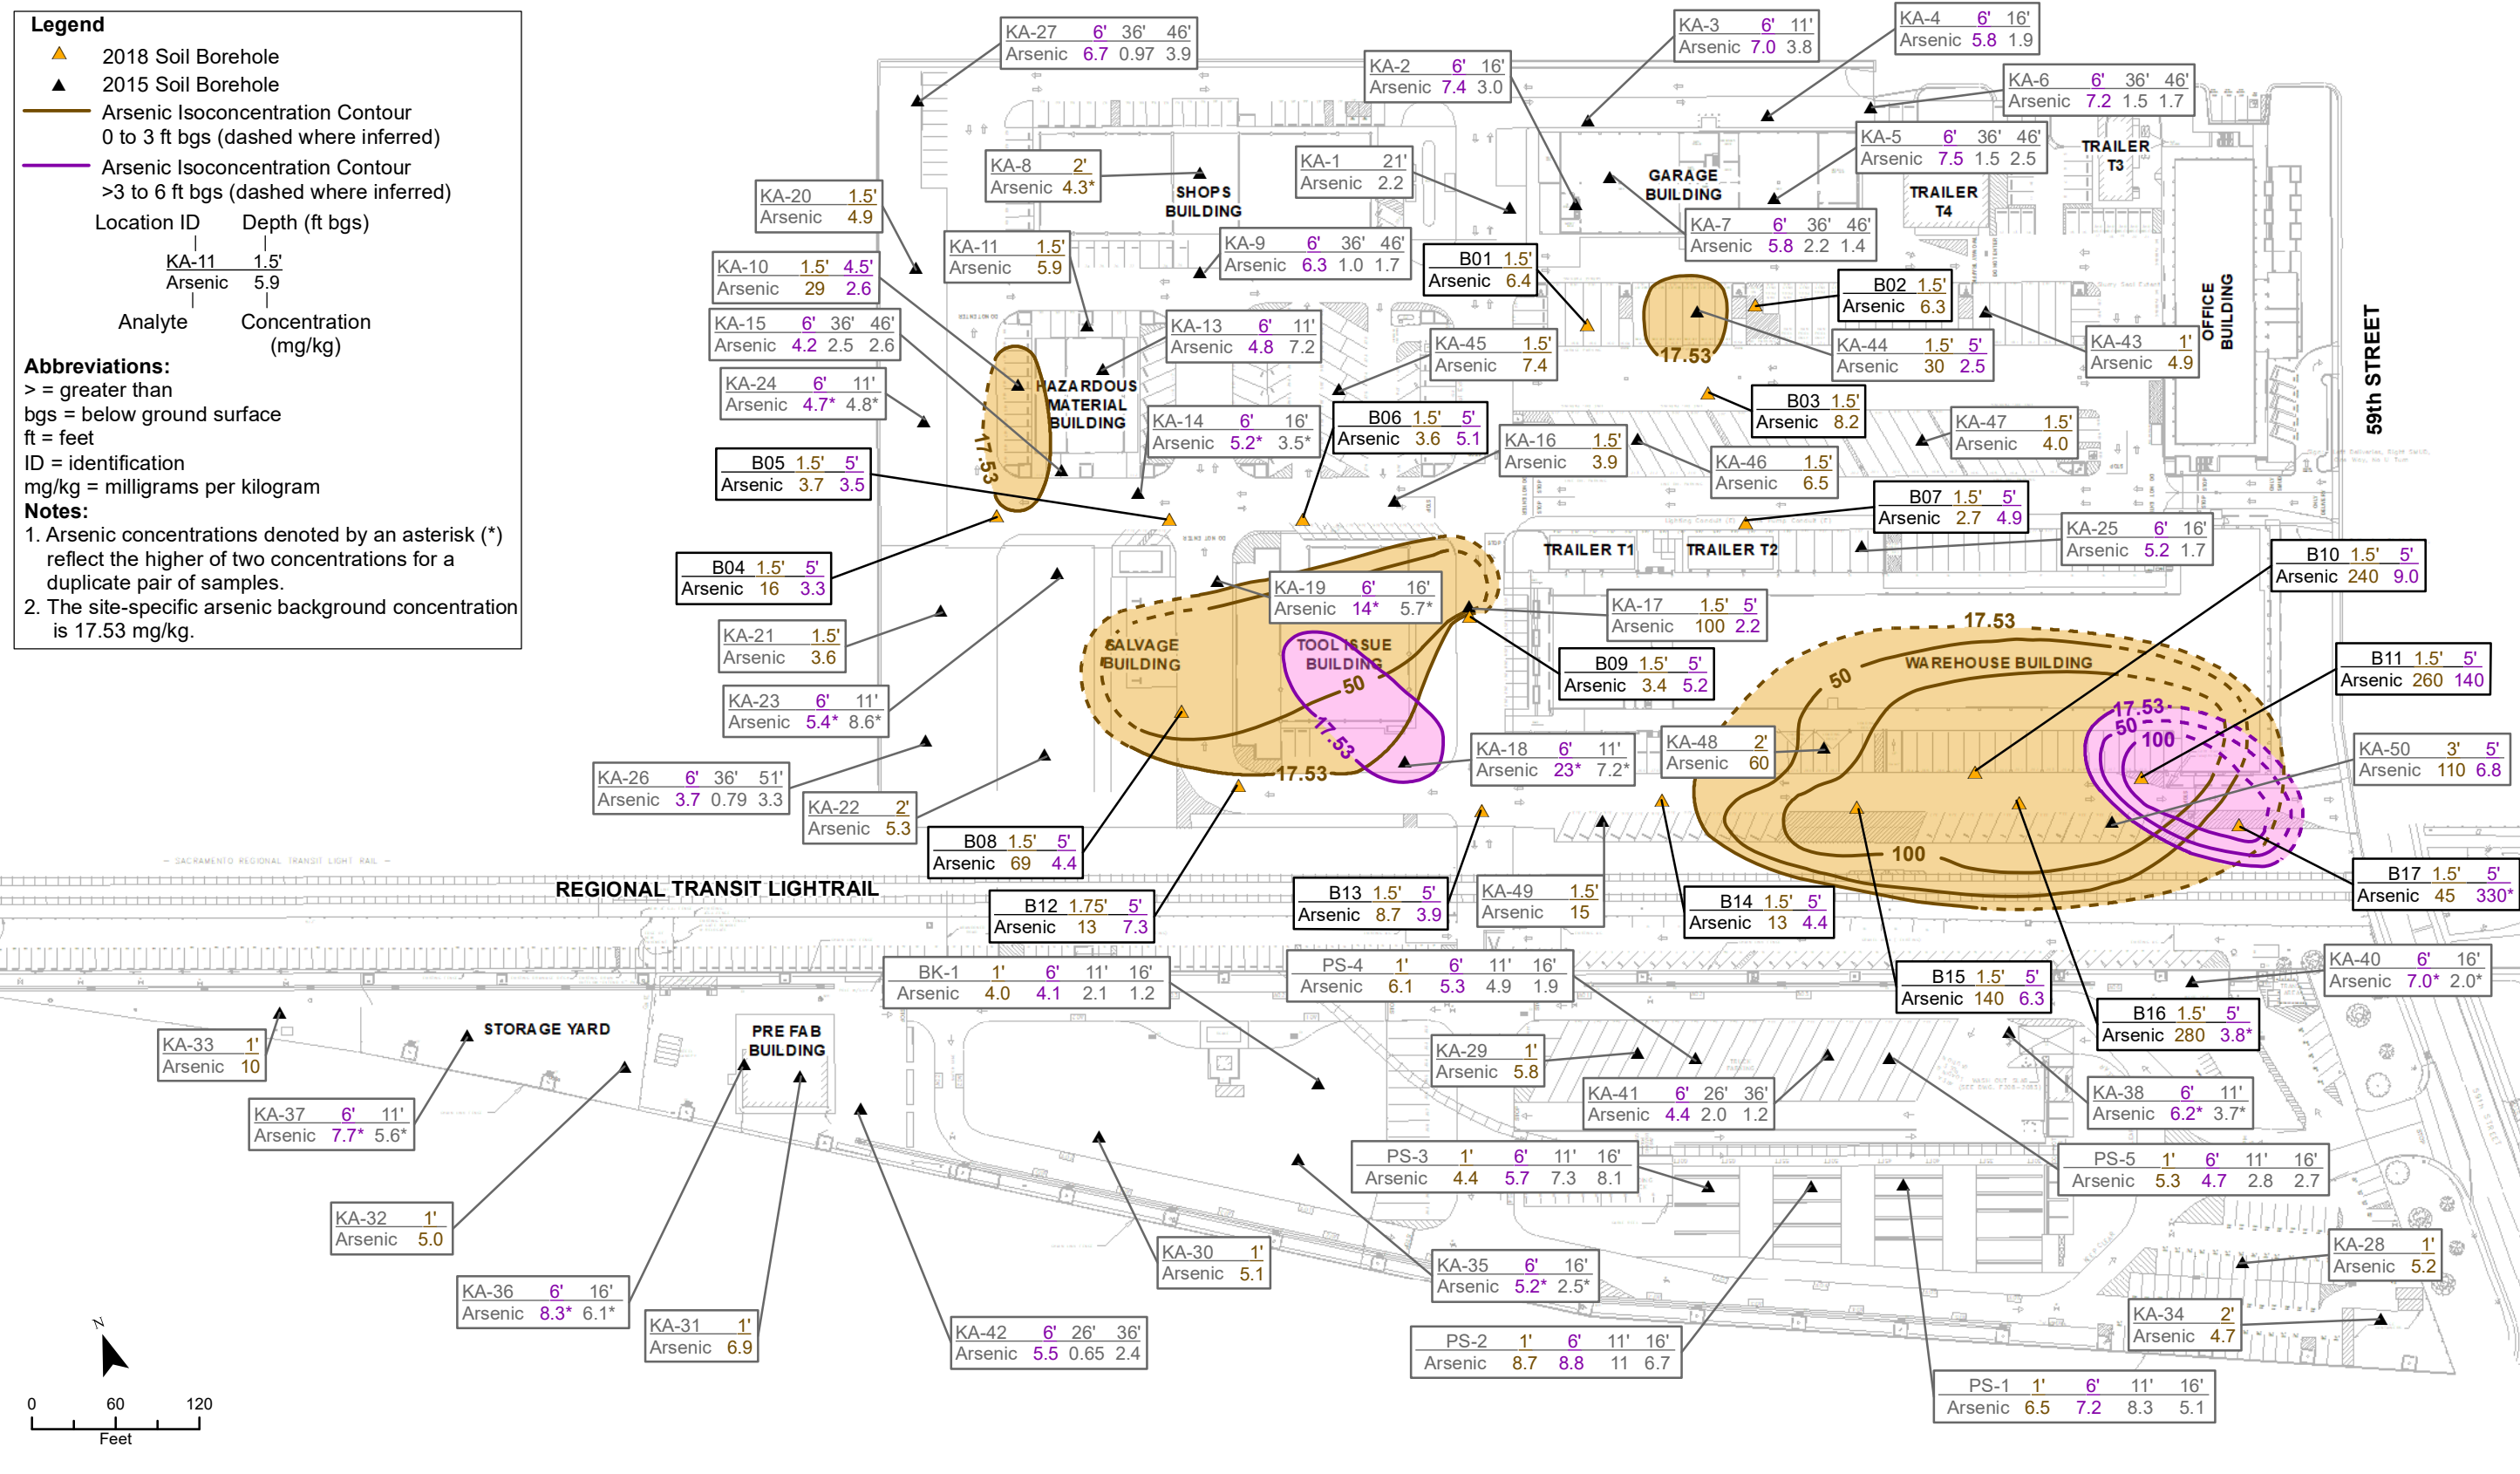 Legend
2018 Soil Borehole
2015 Soil Borehole
Arsenic Isoconcentration Contour
0 to 3 ft bgs (dashed where inferred)
Arsenic Isoconcentration Contour
>3 to 6 ft bgs (dashed where inferred)
Location ID Depth (ft bgs)
KA-11 1.5'
Arsenic 5.9
Analyte Concentration
(mg/kg)
Abbreviations:
> = greater than
bgs = below ground surface
ft = feet
ID = identification
mg/kg = milligrams per kilogram
Notes:
1. Arsenic concentrations denoted by an asterisk (*)
reflect the higher of two concentrations for a
duplicate pair of samples.
2. The site-specific arsenic background concentration
is 17.53 mg/kg.
KA-27 6' 36' 46'
Arsenic 6.7 0.97 3.9
KA-3 6' 11'
Arsenic 7.0 3.8
KA-4 6' 16'
Arsenic 5.8 1.9
KA-2 6' 16'
Arsenic 7.4 3.0
KA-6 6' 36' 46'
Arsenic 7.2 1.5 1.7
KA-5 6' 36' 46'
Arsenic 7.5 1.5 2.5
KA-8 2'
Arsenic 4.3*
KA-1 21'
Arsenic 2.2
SHOPS
BUILDING
GARAGE
BUILDING
TRAILER
T4
TRAILER
T3
KA-20 1.5'
Arsenic 4.9
KA-11 1.5'
Arsenic 5.9
KA-9 6' 36' 46'
Arsenic 6.3 1.0 1.7
KA-7 6' 36' 46'
Arsenic 5.8 2.2 1.4
B01 1.5'
Arsenic 6.4
KA-10 1.5' 4.5'
Arsenic 29 2.6
B02 1.5'
Arsenic 6.3
OFFICE
BUILDING
59th STREET
KA-15 6' 36' 46'
Arsenic 4.2 2.5 2.6
KA-13 6' 11'
Arsenic 4.8 7.2
KA-45 1.5'
Arsenic 7.4
17.53
KA-44 1.5' 5'
Arsenic 30 2.5
KA-43 1'
Arsenic 4.9
KA-24 6' 11'
Arsenic 4.7* 4.8*
HAZARDOUS
MATERIAL
BUILDING
17.53
B03 1.5'
Arsenic 8.2
KA-14 6' 16'
Arsenic 5.2* 3.5*
B06 1.5' 5'
Arsenic 3.6 5.1
KA-16 1.5'
Arsenic 3.9
KA-46 1.5'
Arsenic 6.5
KA-47 1.5'
Arsenic 4.0
B05 1.5' 5'
Arsenic 3.7 3.5
B07 1.5' 5'
Arsenic 2.7 4.9
KA-25 6' 16'
Arsenic 5.2 1.7
TRAILER T1
TRAILER T2
B04 1.5' 5'
Arsenic 16 3.3
B10 1.5' 5'
Arsenic 240 9.0
KA-19 6' 16'
Arsenic 14* 5.7*
KA-17 1.5' 5'
Arsenic 100 2.2
KA-21 1.5'
Arsenic 3.6
SALVAGE
BUILDING
TOOL ISSUE
BUILDING
50
17.53
17.53
B09 1.5' 5'
Arsenic 3.4 5.2
17.53
WAREHOUSE BUILDING
50
B11 1.5' 5'
Arsenic 260 140
KA-23 6' 11'
Arsenic 5.4* 8.6*
17.53
50
100
KA-18 6' 11'
Arsenic 23* 7.2*
KA-48 2'
Arsenic 60
KA-50 3' 5'
Arsenic 110 6.8
KA-26 6' 36' 51'
Arsenic 3.7 0.79 3.3
KA-22 2'
Arsenic 5.3
B08 1.5' 5'
Arsenic 69 4.4
100
SACRAMENTO REGIONAL TRANSIT LIGHT RAIL
REGIONAL TRANSIT LIGHTRAIL
B17 1.5' 5'
Arsenic 45 330*
B12 1.75' 5'
Arsenic 13 7.3
B13 1.5' 5'
Arsenic 8.7 3.9
KA-49 1.5'
Arsenic 15
B14 1.5' 5'
Arsenic 13 4.4
BK-1 1' 6' 11' 16'
Arsenic 4.0 4.1 2.1 1.2
PS-4 1' 6' 11' 16'
Arsenic 6.1 5.3 4.9 1.9
B15 1.5' 5'
Arsenic 140 6.3
KA-40 6' 16'
Arsenic 7.0* 2.0*
B16 1.5' 5'
Arsenic 280 3.8*
STORAGE YARD
PRE FAB
BUILDING
KA-33 1'
Arsenic 10
KA-29 1'
Arsenic 5.8
KA-41 6' 26' 36'
Arsenic 4.4 2.0 1.2
KA-38 6' 11'
Arsenic 6.2* 3.7*
KA-37 6' 11'
Arsenic 7.7* 5.6*
PS-3 1' 6' 11' 16'
Arsenic 4.4 5.7 7.3 8.1
PS-5 1' 6' 11' 16'
Arsenic 5.3 4.7 2.8 2.7
59th STREET
KA-32 1'
Arsenic 5.0
KA-30 1'
Arsenic 5.1
KA-35 6' 16'
Arsenic 5.2* 2.5*
KA-28 1'
Arsenic 5.2
KA-36 6' 16'
Arsenic 8.3* 6.1*
KA-31 1'
Arsenic 6.9
KA-42 6' 26' 36'
Arsenic 5.5 0.65 2.4
KA-34 2'
Arsenic 4.7
PS-2 1' 6' 11' 16'
Arsenic 8.7 8.8 11 6.7
PS-1 1' 6' 11' 16'
Arsenic 6.5 7.2 8.3 5.1
N
0 60 120
Feet